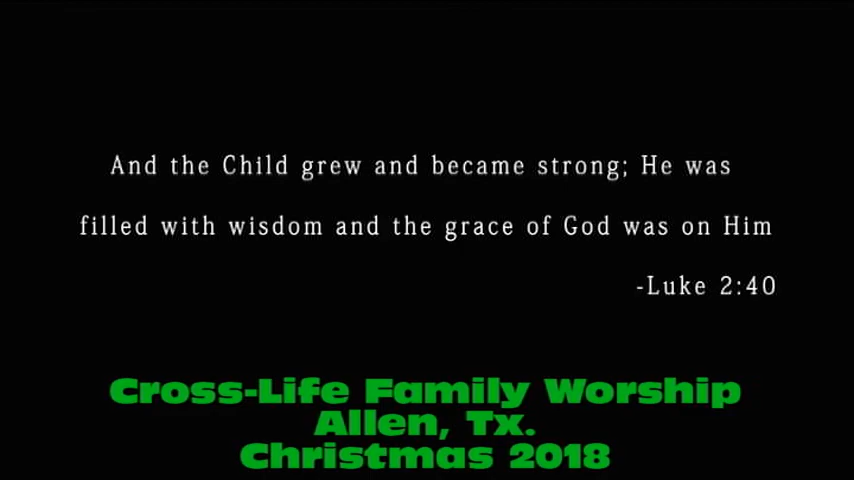 And the Child grew and became strong; He was
filled with wisdom and the grace of God was on Him
-Luke 2:40
Cross-Life Family Worship
Allen, Tx.
Christmas 2018